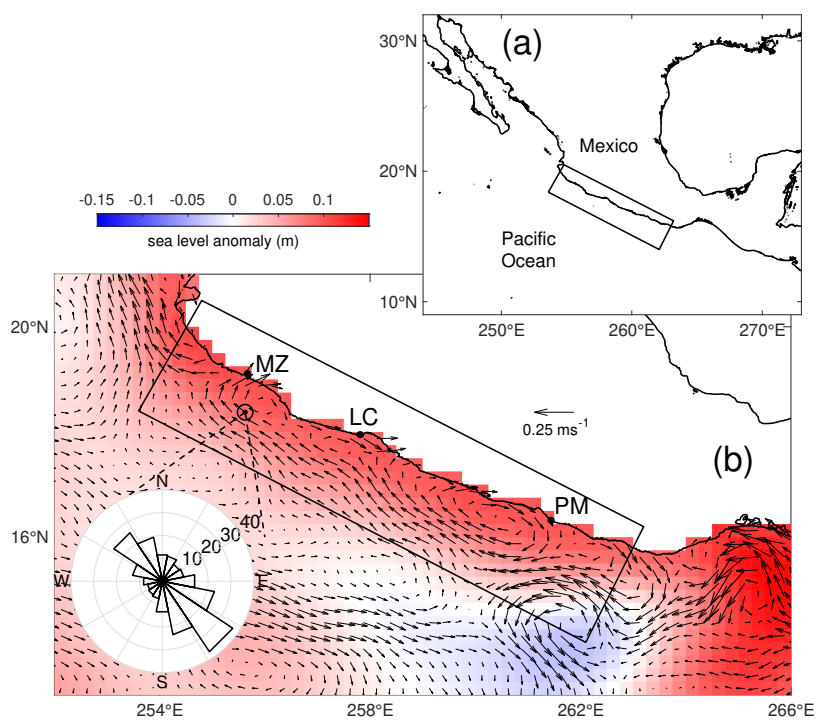 30°N
(a)
Mexico
20°N
-0.15 -0.1 -0.05 0 0.05 0.1
sea level anomaly (m)
Pacific
Ocean
10°N
250°E 260°E 270°E
20°N
MZ
LC
0.25 ms⁻¹
(b)
PM
N
40
30
20
10
16°N
W
E
S
254°E 258°E 262°E 266°E